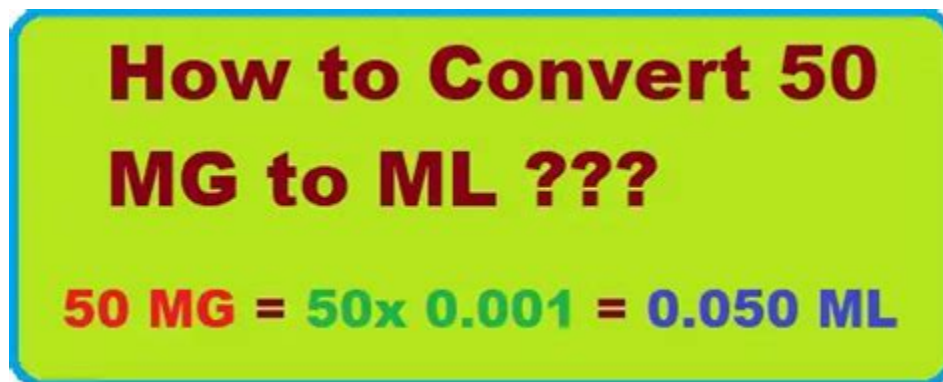 How to Convert 50
MG to ML ???
50 MG = 50x 0.001 = 0.050 ML